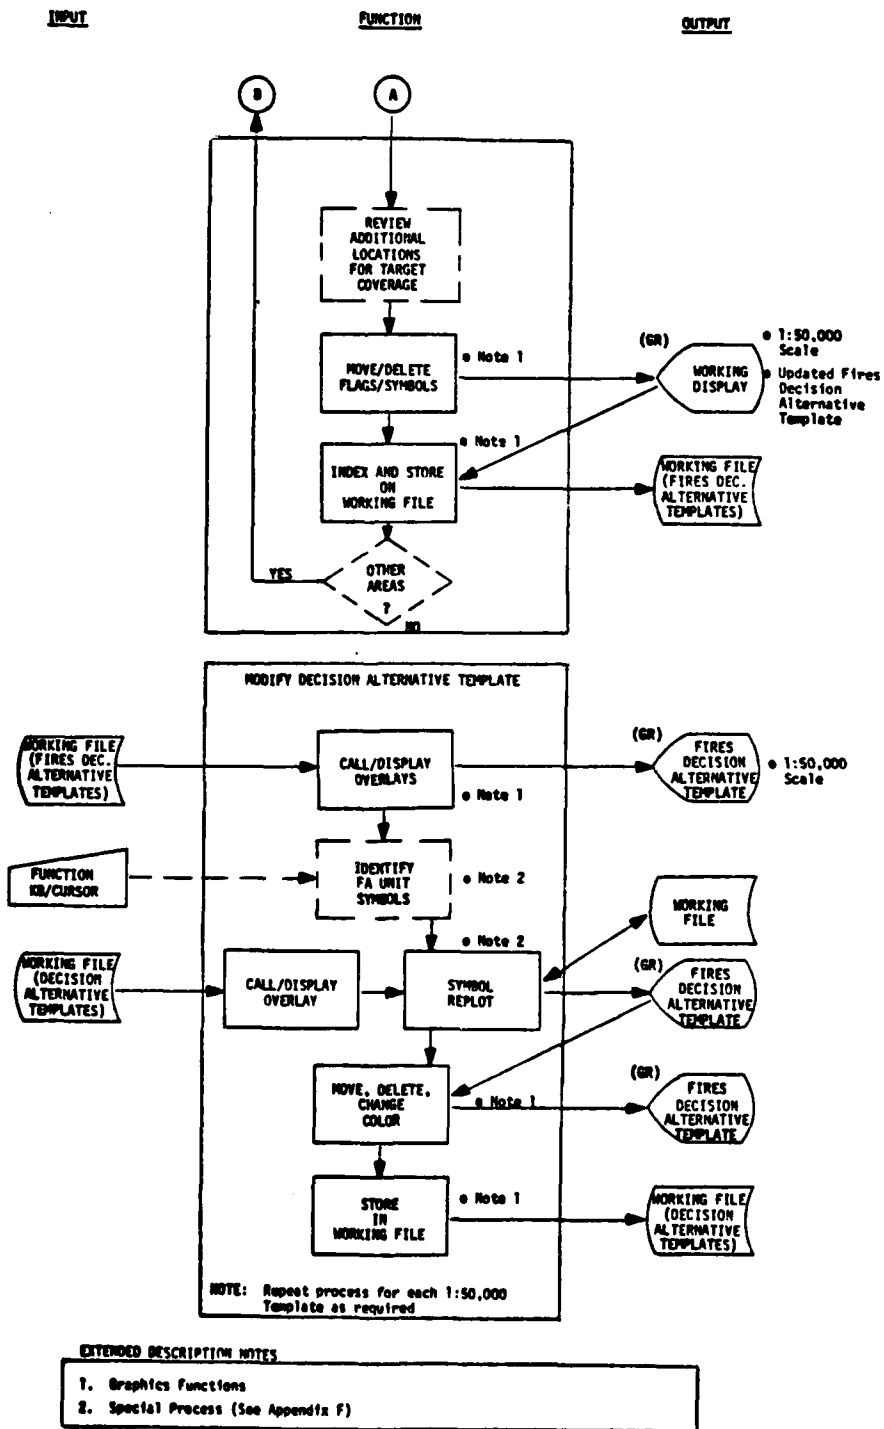 INPUT
FUNCTION
OUTPUT
B
A
REVIEW
ADDITIONAL
LOCATIONS
FOR TARGET
COVERAGE
MOVE/DELETE
FLAGS/SYMBOLS
● Note 1
(GR)
WORKING
DISPLAY
● 1:50,000
Scale
● Updated Fires
Decision
Alternative
Template
● Note 1
INDEX AND STORE
ON
WORKING FILE
WORKING FILE
(FIRES DEC.
ALTERNATIVE
TEMPLATES)
YES
OTHER
AREAS
?
NO
MODIFY DECISION ALTERNATIVE TEMPLATE
WORKING FILE
(FIRES DEC.
ALTERNATIVE
TEMPLATES)
CALL/DISPLAY
OVERLAYS
● Note 1
(GR)
FIRES
DECISION
ALTERNATIVE
TEMPLATE
● 1:50,000
Scale
FUNCTION
KB/CURSOR
IDENTIFY
FA UNIT
SYMBOLS
● Note 2
WORKING
FILE
● Note 2
WORKING FILE
(DECISION
ALTERNATIVE
TEMPLATES)
CALL/DISPLAY
OVERLAY
SYMBOL
REPLOT
(GR)
FIRES
DECISION
ALTERNATIVE
TEMPLATE
MOVE, DELETE,
CHANGE
COLOR
● Note 1
(GR)
FIRES
DECISION
ALTERNATIVE
TEMPLATE
STORE
IN
WORKING FILE
● Note 1
WORKING FILE
(DECISION
ALTERNATIVE
TEMPLATES)
NOTE: Repeat process for each 1:50,000
Template as required
EXTENDED DESCRIPTION NOTES
1. Graphics Functions
2. Special Process (See Appendix F)